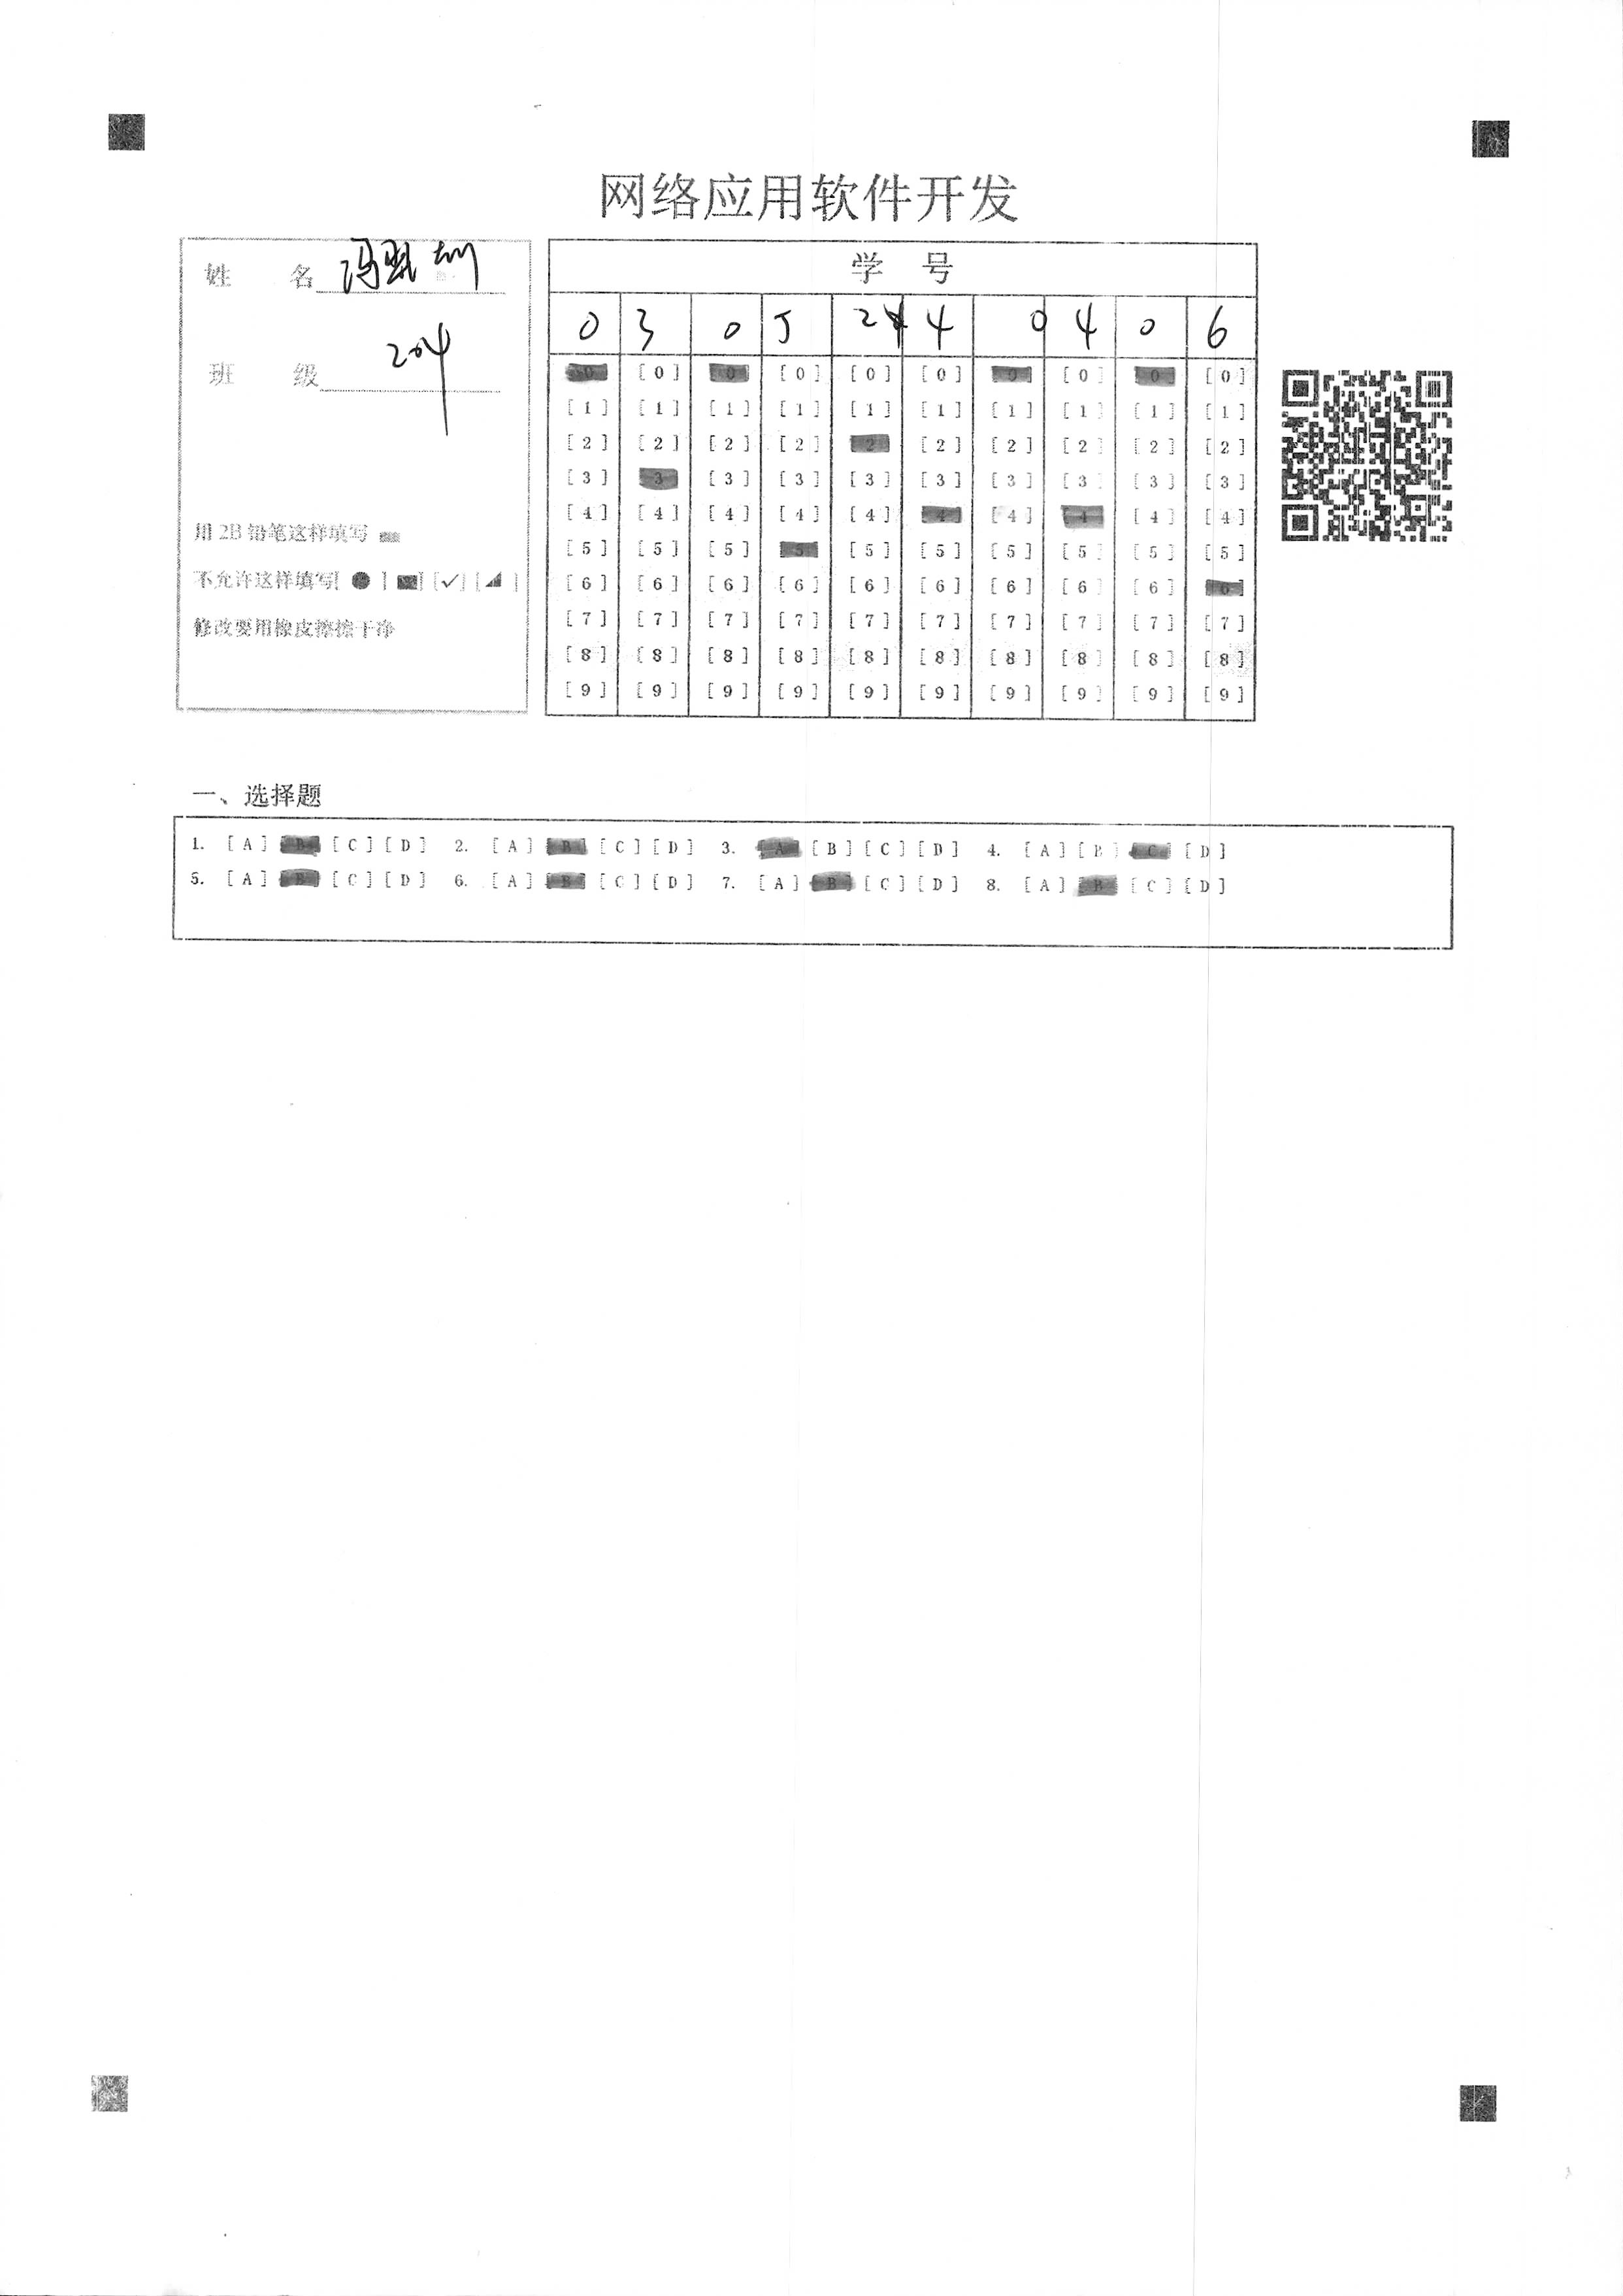 网络应用软件开发
姓 名 冯
班 级 204
用 2B 铅笔这样填写
不允许这样填写[ ● ] [■] [✓] [◢ ]
修改要用橡皮擦擦干净
学 号
0 3 0 5 2 4 0 4 0 6
[0] [0] [0] [0] [0] [0] [0] [0] [0] [0]
[1] [1] [1] [1] [1] [1] [1] [1] [1] [1]
[2] [2] [2] [2] [2] [2] [2] [2] [2] [2]
[3] [3] [3] [3] [3] [3] [3] [3] [3] [3]
[4] [4] [4] [4] [4] [4] [4] [4] [4] [4]
[5] [5] [5] [5] [5] [5] [5] [5] [5] [5]
[6] [6] [6] [6] [6] [6] [6] [6] [6] [6]
[7] [7] [7] [7] [7] [7] [7] [7] [7] [7]
[8] [8] [8] [8] [8] [8] [8] [8] [8] [8]
[9] [9] [9] [9] [9] [9] [9] [9] [9] [9]
一、选择题
1. [A] [B] [C] [D] 2. [A] [B] [C] [D] 3. [A] [B] [C] [D] 4. [A] [B] [C] [D]
5. [A] [B] [C] [D] 6. [A] [B] [C] [D] 7. [A] [B] [C] [D] 8. [A] [B] [C] [D]